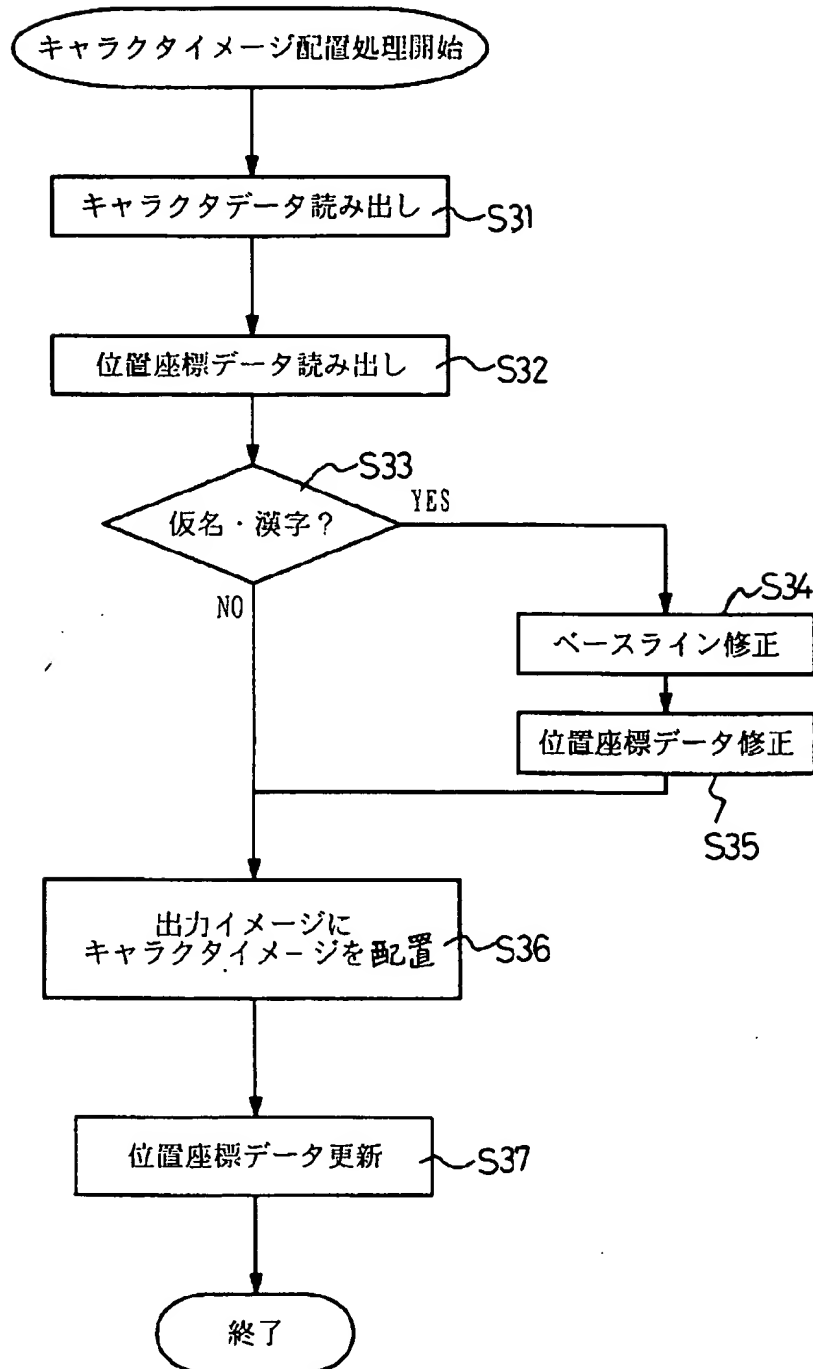 キャラクタイメージ配置処理開始
キャラクタデータ読み出し
S31
位置座標データ読み出し
S32
S33
仮名・漢字？
YES
NO
S34
ベースライン修正
位置座標データ修正
S35
出力イメージに
キャラクタイメージを配置
S36
位置座標データ更新
S37
終了